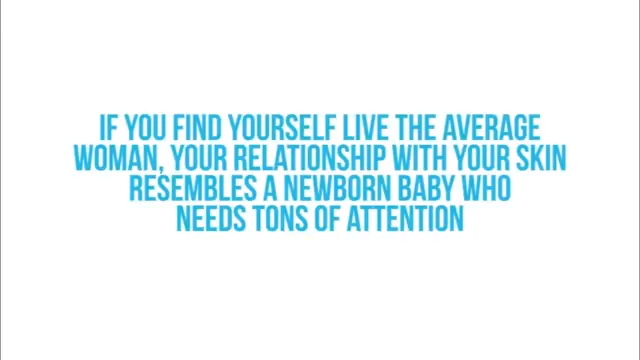 IF YOU FIND YOURSELF LIVE THE AVERAGE
WOMAN, YOUR RELATIONSHIP WITH YOUR SKIN
RESEMBLES A NEWBORN BABY WHO
NEEDS TONS OF ATTENTION